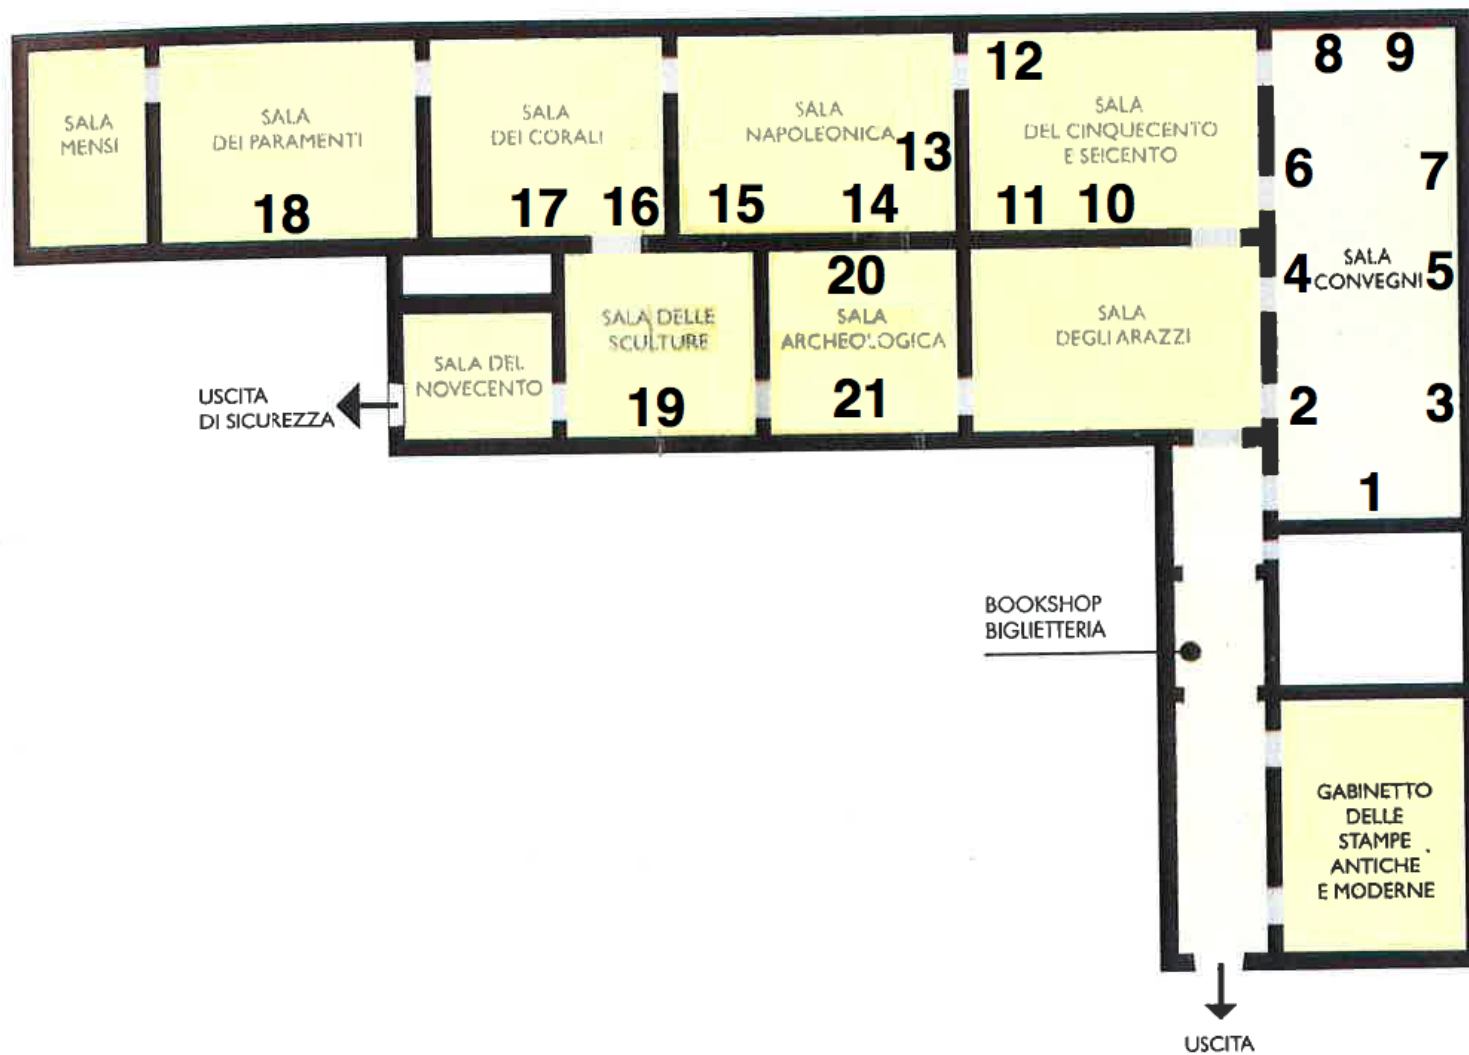 8 9
12
SALA
MENSI
SALA
DEI PARAMENTI
SALA
DEI CORALI
SALA
NAPOLEONICA
SALA
DEL CINQUECENTO
E SEICENTO
13
6
7
18
17
16
15
14
11
10
SALA
CONVEGNI
4
5
20
SALA DELLE
SCULTURE
SALA
ARCHEOLOGICA
SALA
DEGLI ARAZZI
SALA DEL
NOVECENTO
USCITA
DI SICUREZZA
19
21
2
3
1
BOOKSHOP
BIGLIETTERIA
GABINETTO
DELLE
STAMPE
ANTICHE
E MODERNE
USCITA